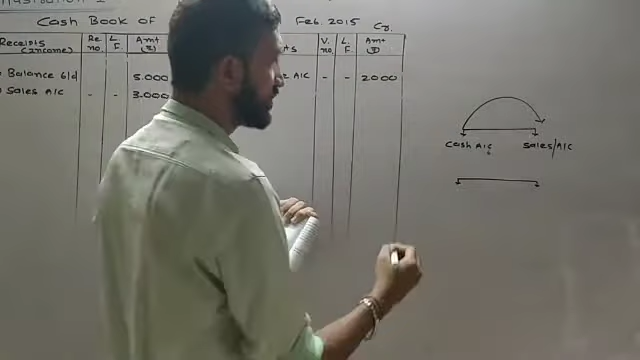 Cash Book of Feb. 2015 Cr.
Receipts Re L. Amt V. L. Amt
(Income) no. F. (₹) ts no. F. (₹)
Balance b/d 5.000 A/c - - 2000
Sales A/c - - 3.000
Cash A/c Sales A/C